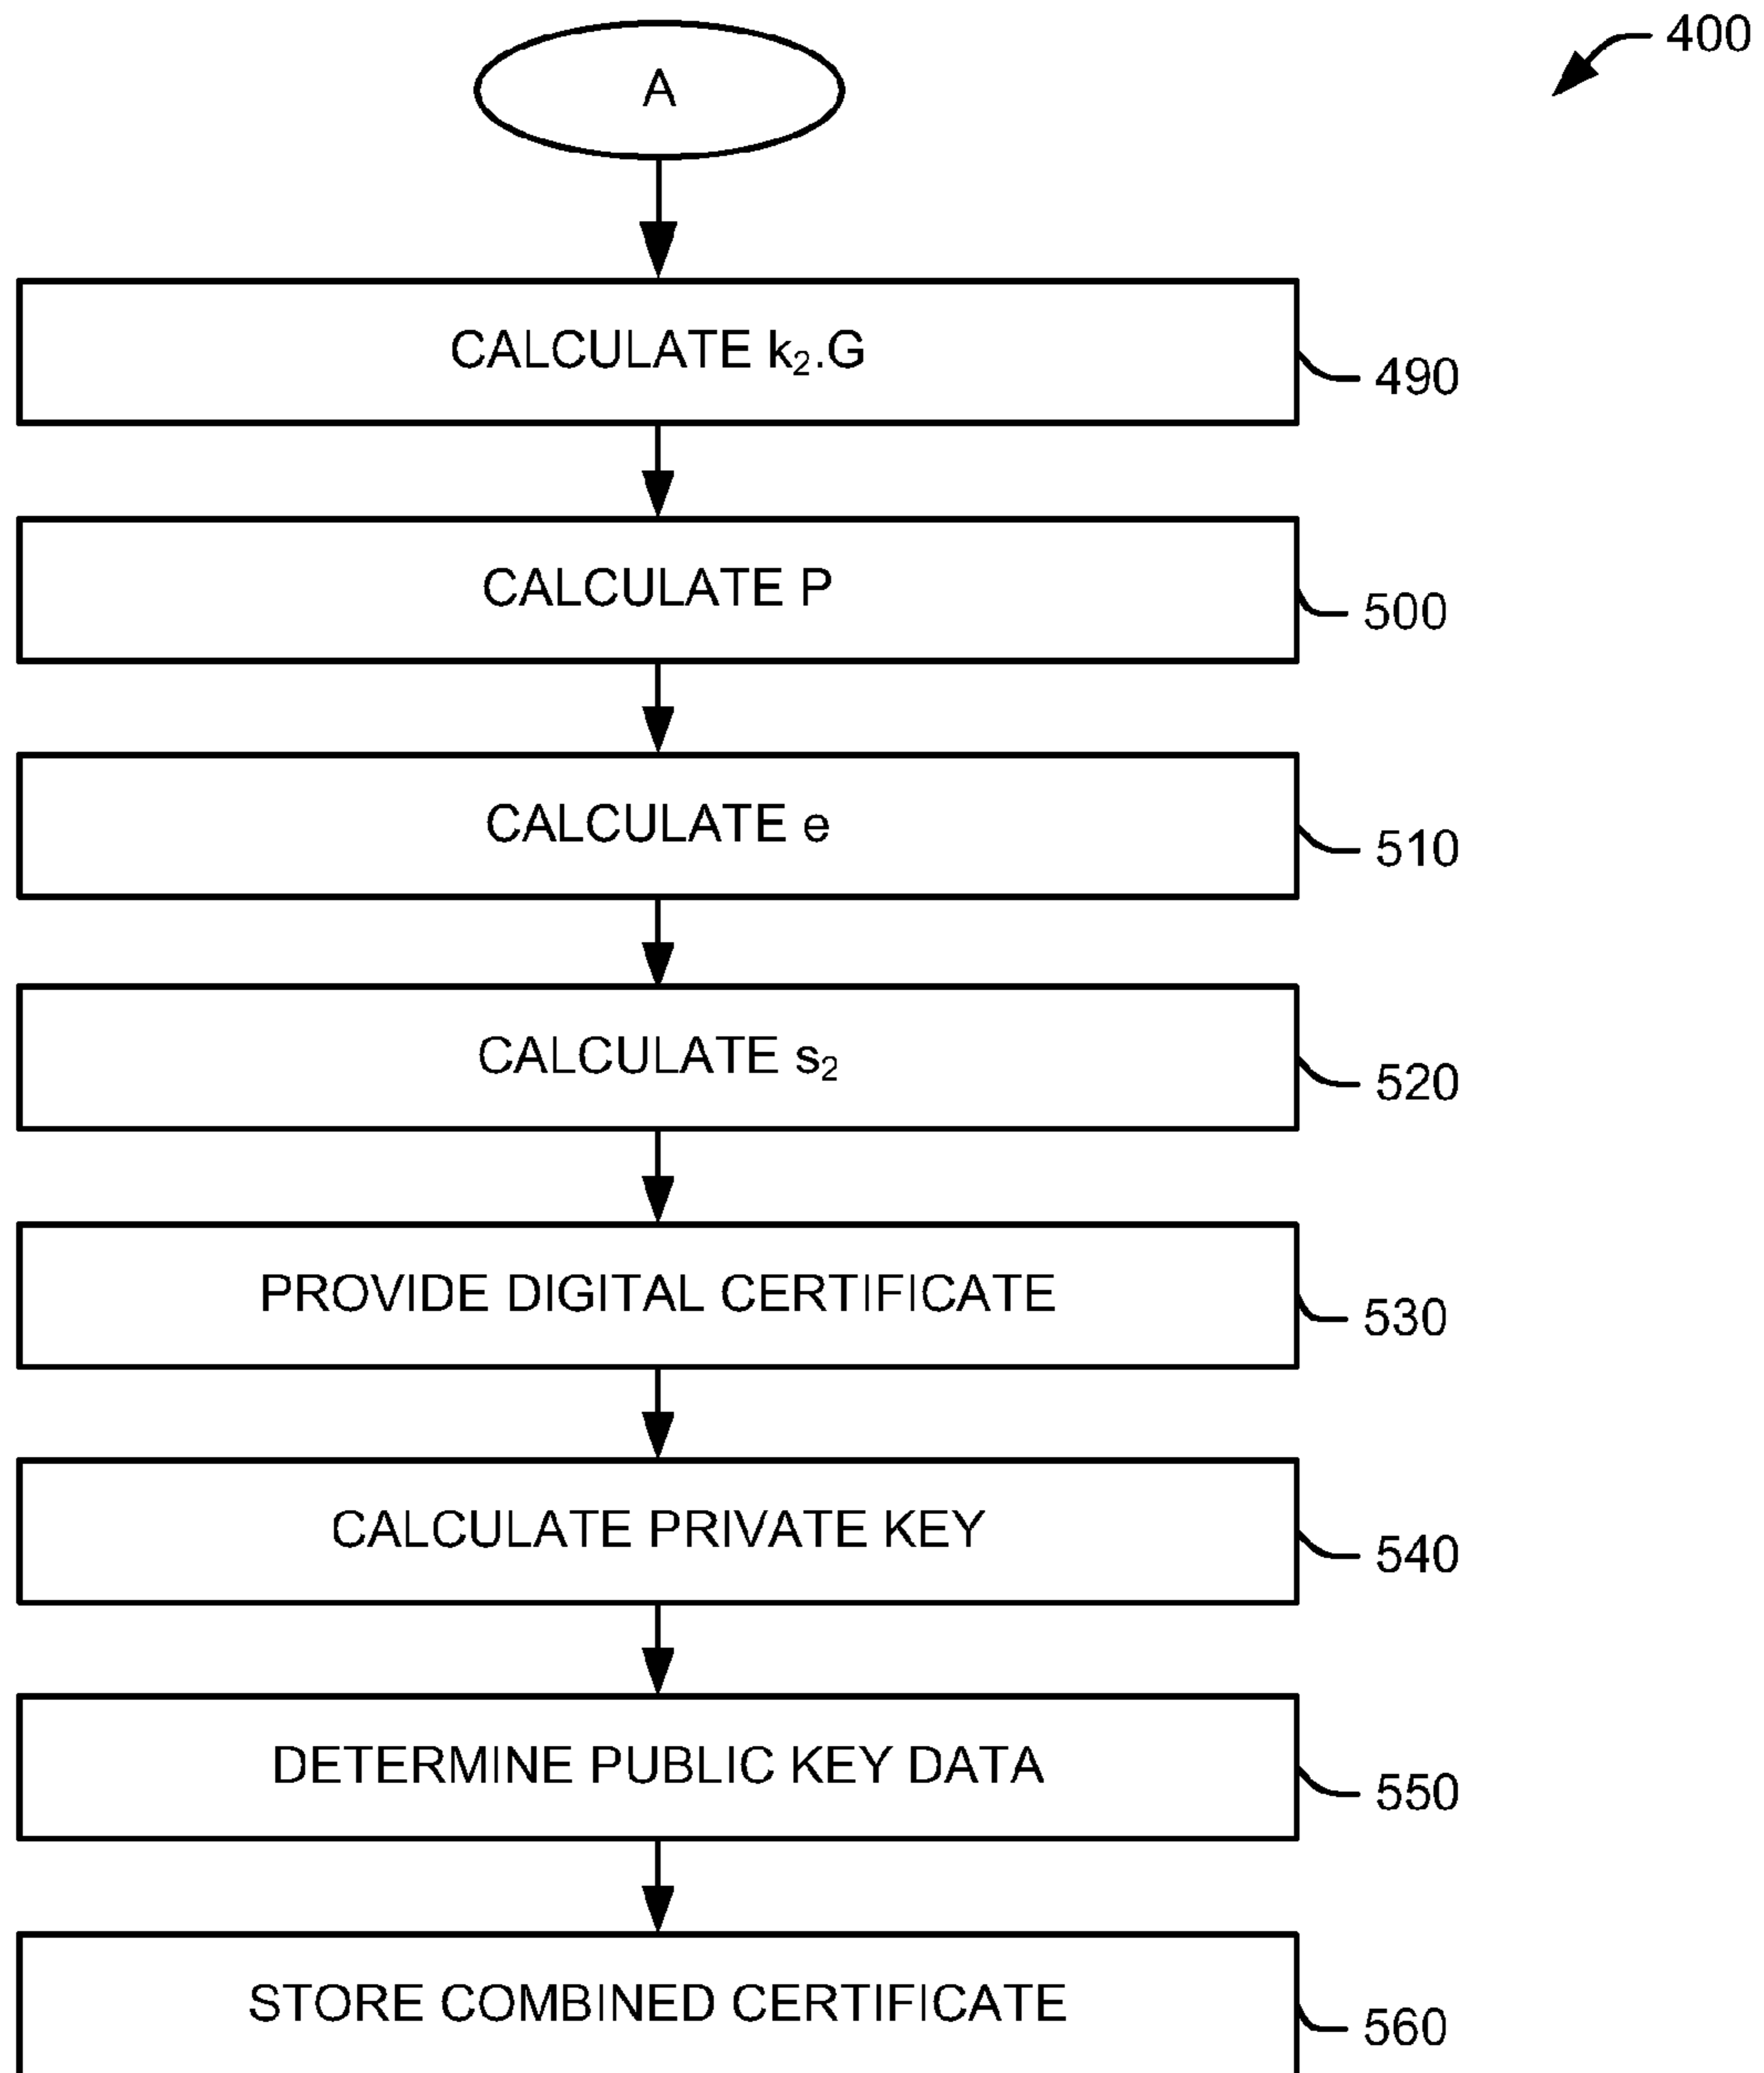 400
A
CALCULATE k₂.G
490
CALCULATE P
500
CALCULATE e
510
CALCULATE s₂
520
PROVIDE DIGITAL CERTIFICATE
530
CALCULATE PRIVATE KEY
540
DETERMINE PUBLIC KEY DATA
550
STORE COMBINED CERTIFICATE
560